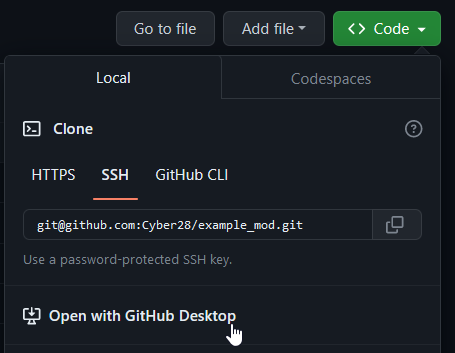 Go to file Add file Code
Local Codespaces
Clone
HTTPS SSH GitHub CLI
git@github.com:Cyber28/example_mod.git
Use a password-protected SSH key.
Open with GitHub Desktop